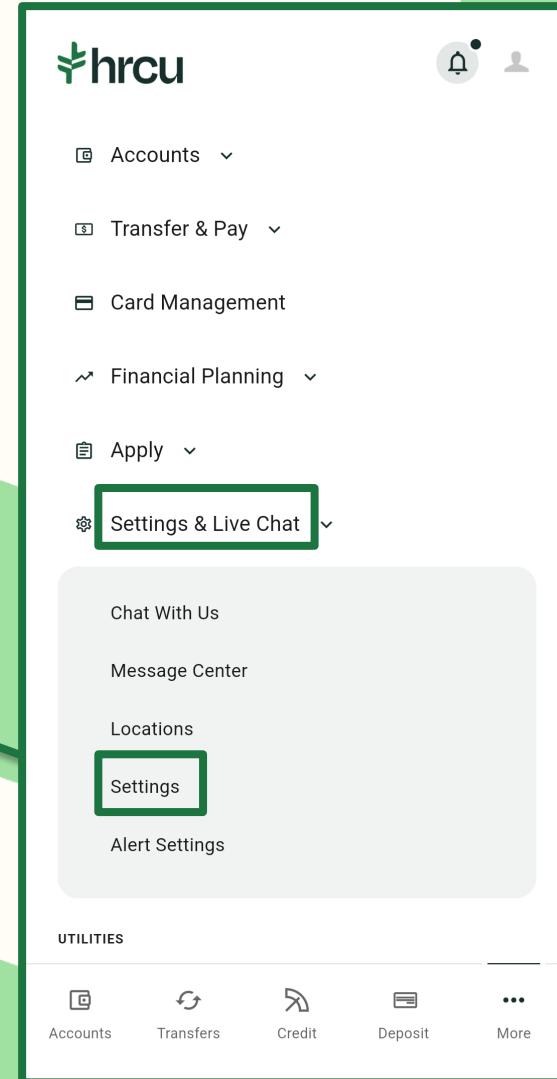 hrcu
Accounts
Transfer & Pay
Card Management
Financial Planning
Apply
Settings & Live Chat
Chat With Us
Message Center
Locations
Settings
Alert Settings
UTILITIES
Accounts Transfers Credit Deposit More